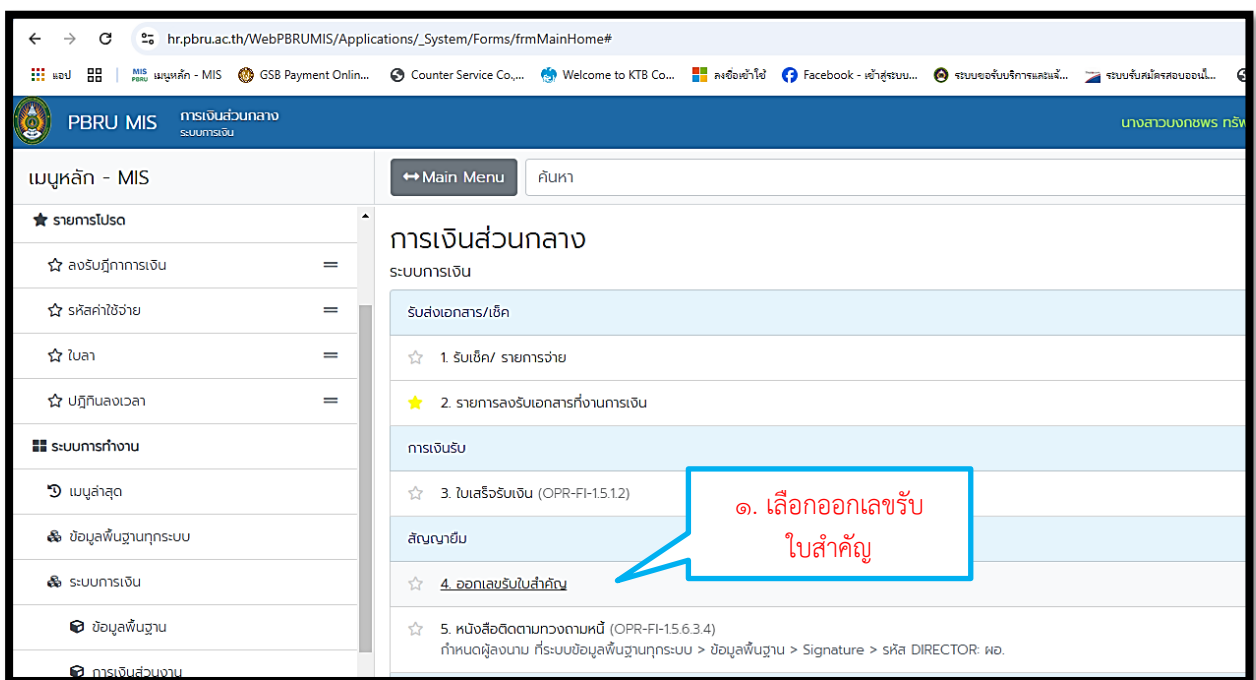 hr.pbru.ac.th/WebPBRUMIS/Applications/_System/Forms/frmMainHome#
แอป
MIS PBRU เมนูหลัก - MIS
GSB Payment Onlin...
Counter Service Co.,...
Welcome to KTB Co...
ลงชื่อเข้าใช้
Facebook - เข้าสู่ระบบ...
ระบบขอรับบริการและแจ้...
ระบบรับสมัครสอบออนไ...
PBRU MIS
การเงินส่วนกลาง
ระบบการเงิน
นางสาวบงกชพร ทรัพ
เมนูหลัก - MIS
Main Menu
ค้นหา
รายการโปรด
ลงรับฎีกาการเงิน
รหัสค่าใช้จ่าย
ใบลา
ปฎิทินลงเวลา
ระบบการทำงาน
เมนูล่าสุด
ข้อมูลพื้นฐานทุกระบบ
ระบบการเงิน
ข้อมูลพื้นฐาน
การเงินส่วนงาน
การเงินส่วนกลาง
ระบบการเงิน
รับส่งเอกสาร/เช็ค
1. รับเช็ค/ รายการจ่าย
2. รายการลงรับเอกสารที่งานการเงิน
การเงินรับ
3. ใบเสร็จรับเงิน (OPR-FI-1.5.1.2)
สัญญายืม
4. ออกเลขรับใบสำคัญ
5. หนังสือติดตามทวงถามหนี้ (OPR-FI-1.5.6.3.4)
กำหนดผู้ลงนาม ที่ระบบข้อมูลพื้นฐานทุกระบบ > ข้อมูลพื้นฐาน > Signature > รหัส DIRECTOR: ผอ.
๑. เลือกออกเลขรับ
ใบสำคัญ